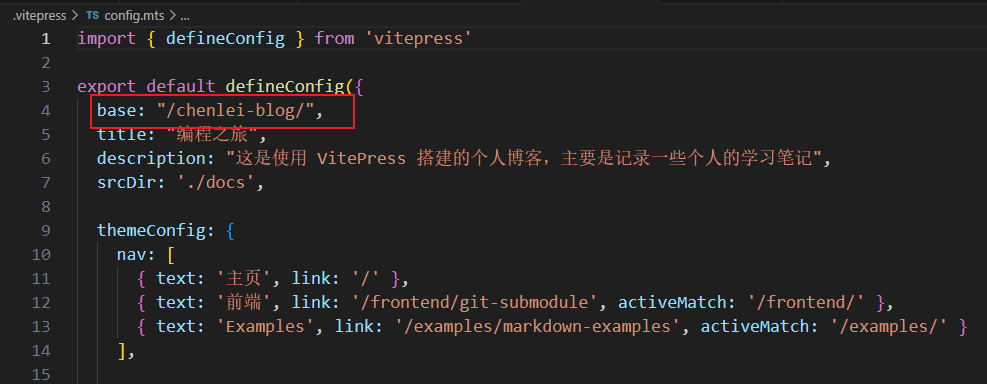 .vitepress > TS config.mts > ...
1 import { defineConfig } from 'vitepress'
2
3 export default defineConfig({
4 base: "/chenlei-blog/",
5 title: "编程之旅",
6 description: "这是使用 VitePress 搭建的个人博客，主要是记录一些个人的学习笔记",
7 srcDir: './docs',
8
9 themeConfig: {
10 nav: [
11 { text: '主页', link: '/' },
12 { text: '前端', link: '/frontend/git-submodule', activeMatch: '/frontend/' },
13 { text: 'Examples', link: '/examples/markdown-examples', activeMatch: '/examples/' }
14 ],
15